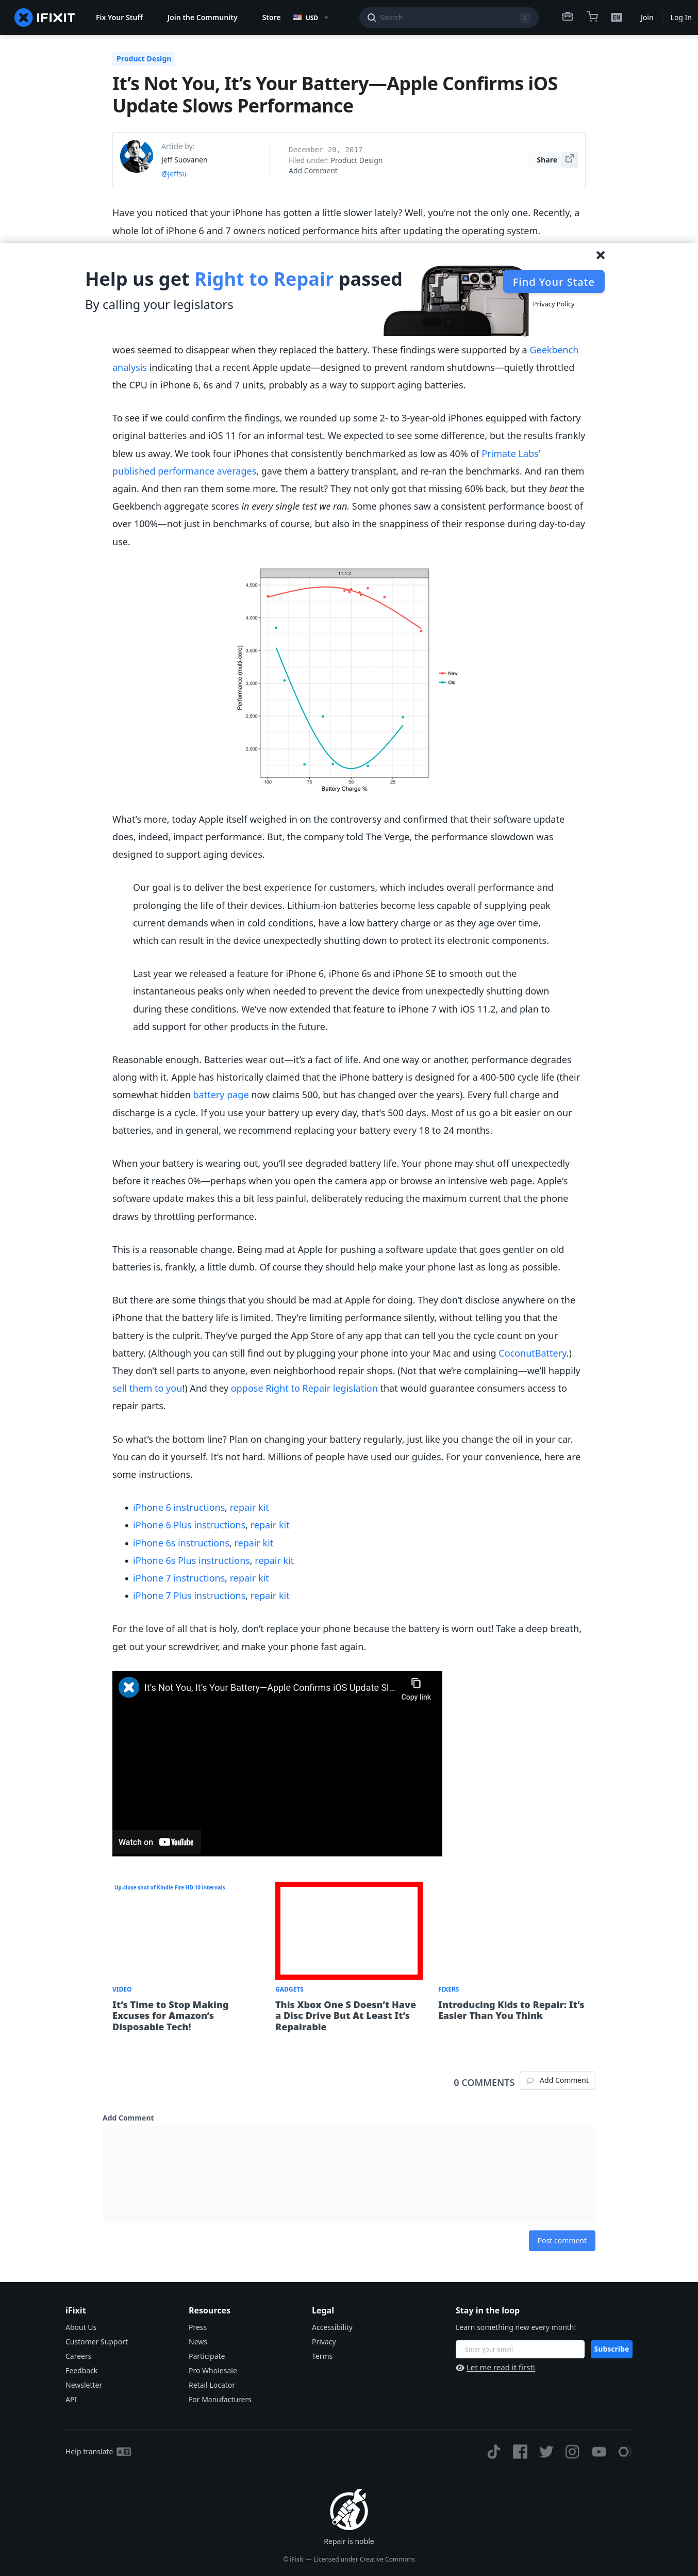 IFIXIT
Fix Your Stuff
Join the Community
Store
USD
Search
/
EN
Join
Log In
Product Design
It’s Not You, It’s Your Battery—Apple Confirms iOS
Update Slows Performance
Article by:
Jeff Suovanen
@jeffsu
December 20, 2017
Filed under: Product Design
Add Comment
Share
Have you noticed that your iPhone has gotten a little slower lately? Well, you’re not the only one. Recently, a
whole lot of iPhone 6 and 7 owners noticed performance hits after updating the operating system.
Help us get Right to Repair passed
By calling your legislators
Find Your State
Privacy Policy
woes seemed to disappear when they replaced the battery. These findings were supported by a Geekbench
analysis indicating that a recent Apple update—designed to prevent random shutdowns—quietly throttled
the CPU in iPhone 6, 6s and 7 units, probably as a way to support aging batteries.
To see if we could confirm the findings, we rounded up some 2- to 3-year-old iPhones equipped with factory
original batteries and iOS 11 for an informal test. We expected to see some difference, but the results frankly
blew us away. We took four iPhones that consistently benchmarked as low as 40% of Primate Labs’
published performance averages, gave them a battery transplant, and re-ran the benchmarks. And ran them
again. And then ran them some more. The result? They not only got that missing 60% back, but they beat the
Geekbench aggregate scores in every single test we ran. Some phones saw a consistent performance boost of
over 100%—not just in benchmarks of course, but also in the snappiness of their response during day-to-day
use.
11.1.2
4,500
4,000
3,500
3,000
2,500
2,000
Performance (multi-core)
100
75
50
25
Battery Charge %
New
Old
What’s more, today Apple itself weighed in on the controversy and confirmed that their software update
does, indeed, impact performance. But, the company told The Verge, the performance slowdown was
designed to support aging devices.
Our goal is to deliver the best experience for customers, which includes overall performance and
prolonging the life of their devices. Lithium-ion batteries become less capable of supplying peak
current demands when in cold conditions, have a low battery charge or as they age over time,
which can result in the device unexpectedly shutting down to protect its electronic components.
Last year we released a feature for iPhone 6, iPhone 6s and iPhone SE to smooth out the
instantaneous peaks only when needed to prevent the device from unexpectedly shutting down
during these conditions. We’ve now extended that feature to iPhone 7 with iOS 11.2, and plan to
add support for other products in the future.
Reasonable enough. Batteries wear out—it’s a fact of life. And one way or another, performance degrades
along with it. Apple has historically claimed that the iPhone battery is designed for a 400-500 cycle life (their
somewhat hidden battery page now claims 500, but has changed over the years). Every full charge and
discharge is a cycle. If you use your battery up every day, that’s 500 days. Most of us go a bit easier on our
batteries, and in general, we recommend replacing your battery every 18 to 24 months.
When your battery is wearing out, you’ll see degraded battery life. Your phone may shut off unexpectedly
before it reaches 0%—perhaps when you open the camera app or browse an intensive web page. Apple’s
software update makes this a bit less painful, deliberately reducing the maximum current that the phone
draws by throttling performance.
This is a reasonable change. Being mad at Apple for pushing a software update that goes gentler on old
batteries is, frankly, a little dumb. Of course they should help make your phone last as long as possible.
But there are some things that you should be mad at Apple for doing. They don’t disclose anywhere on the
iPhone that the battery life is limited. They’re limiting performance silently, without telling you that the
battery is the culprit. They’ve purged the App Store of any app that can tell you the cycle count on your
battery. (Although you can still find out by plugging your phone into your Mac and using CoconutBattery.)
They don’t sell parts to anyone, even neighborhood repair shops. (Not that we’re complaining—we’ll happily
sell them to you!) And they oppose Right to Repair legislation that would guarantee consumers access to
repair parts.
So what’s the bottom line? Plan on changing your battery regularly, just like you change the oil in your car.
You can do it yourself. It’s not hard. Millions of people have used our guides. For your convenience, here are
some instructions.
iPhone 6 instructions, repair kit
iPhone 6 Plus instructions, repair kit
iPhone 6s instructions, repair kit
iPhone 6s Plus instructions, repair kit
iPhone 7 instructions, repair kit
iPhone 7 Plus instructions, repair kit
For the love of all that is holy, don’t replace your phone because the battery is worn out! Take a deep breath,
get out your screwdriver, and make your phone fast again.
It’s Not You, It’s Your Battery—Apple Confirms iOS Update Sl...
Copy link
Watch on YouTube
Up-close shot of Kindle Fire HD 10 internals
VIDEO
It’s Time to Stop Making
Excuses for Amazon’s
Disposable Tech!
GADGETS
This Xbox One S Doesn’t Have
a Disc Drive But At Least It’s
Repairable
FIXERS
Introducing Kids to Repair: It’s
Easier Than You Think
0 COMMENTS
Add Comment
Add Comment
Post comment
iFixit
About Us
Customer Support
Careers
Feedback
Newsletter
API
Resources
Press
News
Participate
Pro Wholesale
Retail Locator
For Manufacturers
Legal
Accessibility
Privacy
Terms
Stay in the loop
Learn something new every month!
Enter your email
Subscribe
Let me read it first!
Help translate
Repair is noble
© iFixit — Licensed under Creative Commons